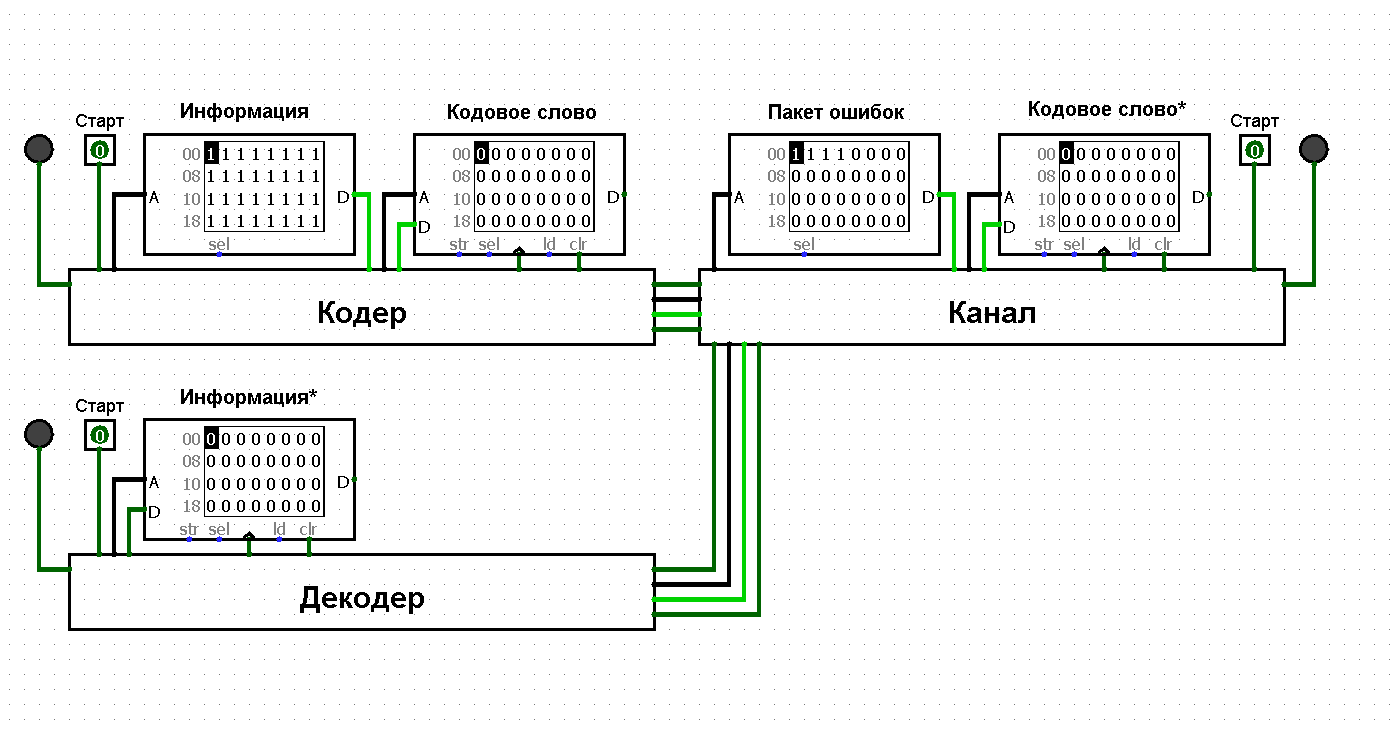 Информация
Кодовое слово
Пакет ошибок
Кодовое слово*
Старт
Старт
0
0
00 1 1 1 1 1 1 1 1
08 1 1 1 1 1 1 1 1
10 1 1 1 1 1 1 1 1
18 1 1 1 1 1 1 1 1
A
D
sel
00 0 0 0 0 0 0 0 0
08 0 0 0 0 0 0 0 0
10 0 0 0 0 0 0 0 0
18 0 0 0 0 0 0 0 0
A
D
D
str sel ld clr
00 1 1 1 1 0 0 0 0
08 0 0 0 0 0 0 0 0
10 0 0 0 0 0 0 0 0
18 0 0 0 0 0 0 0 0
A
D
sel
00 0 0 0 0 0 0 0 0
08 0 0 0 0 0 0 0 0
10 0 0 0 0 0 0 0 0
18 0 0 0 0 0 0 0 0
A
D
D
str sel ld clr
Кодер
Канал
Информация*
Старт
0
00 0 0 0 0 0 0 0 0
08 0 0 0 0 0 0 0 0
10 0 0 0 0 0 0 0 0
18 0 0 0 0 0 0 0 0
A
D
D
str sel ld clr
Декодер